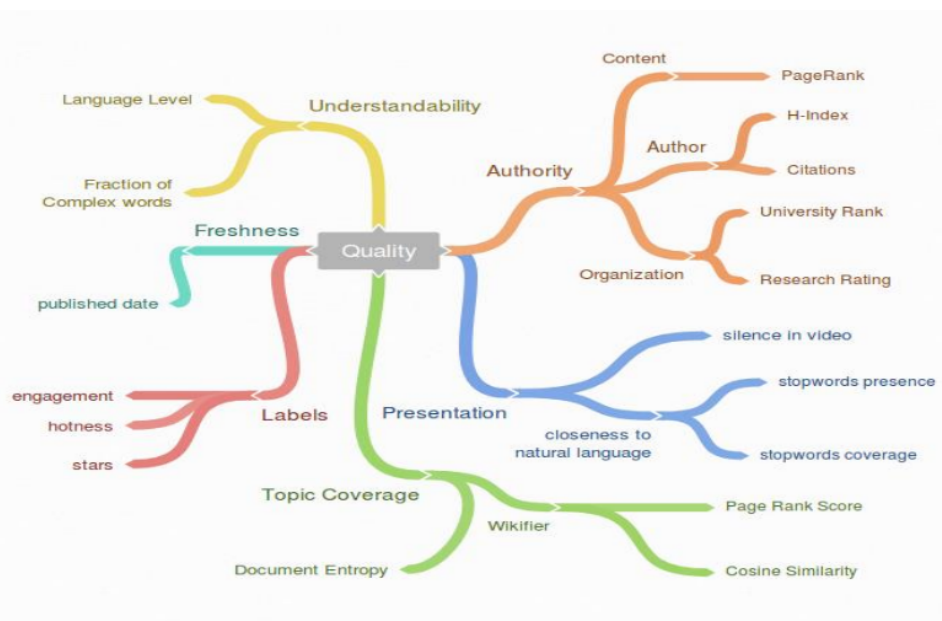 Quality
Understandability
Language Level
Fraction of
Complex words
Freshness
published date
Labels
engagement
hotness
stars
Authority
Content
PageRank
Author
H-Index
Citations
Organization
University Rank
Research Rating
Presentation
silence in video
closeness to
natural language
stopwords presence
stopwords coverage
Topic Coverage
Document Entropy
Wikifier
Page Rank Score
Cosine Similarity